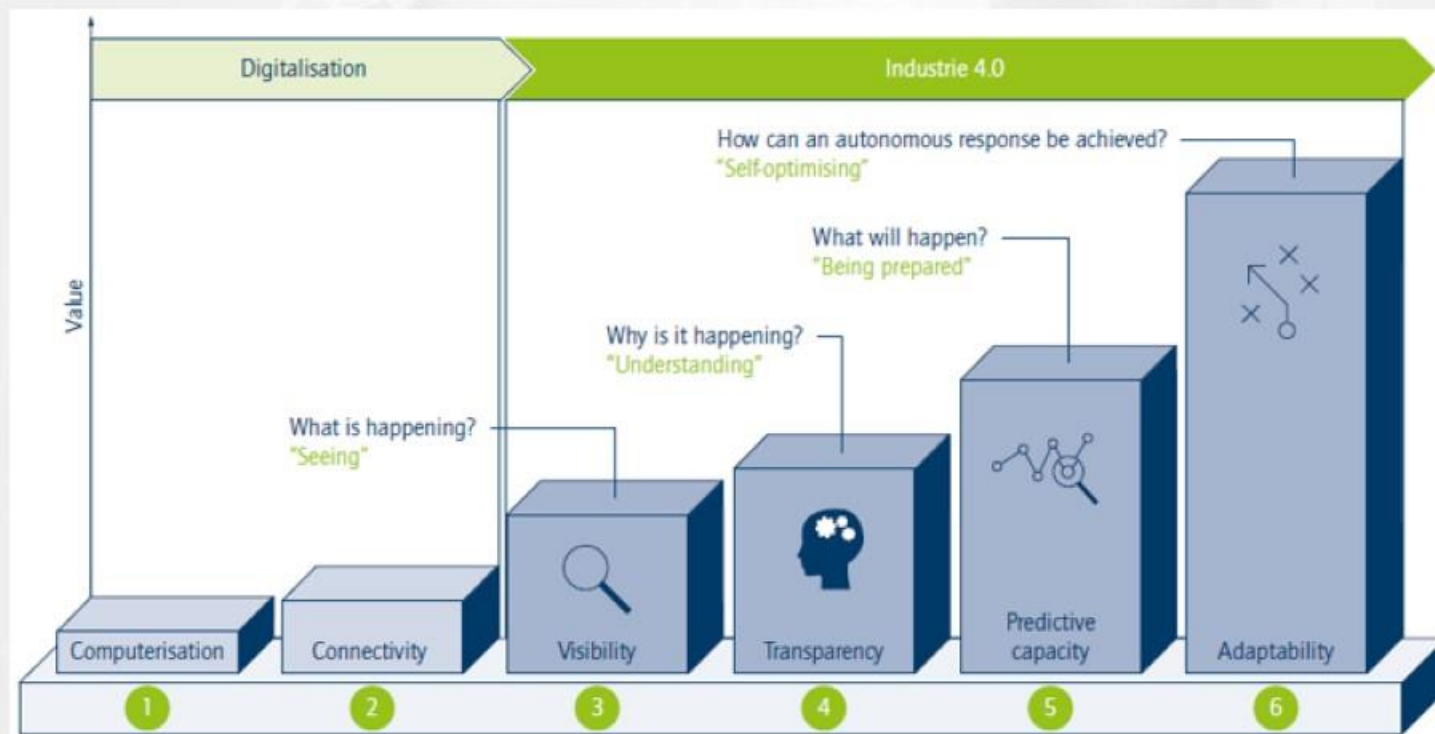 Digitalisation
Industrie 4.0
How can an autonomous response be achieved?
"Self-optimising"
What will happen?
"Being prepared"
Why is it happening?
"Understanding"
What is happening?
"Seeing"
Value
Computerisation
Connectivity
Visibility
Transparency
Predictive
capacity
Adaptability
1
2
3
4
5
6